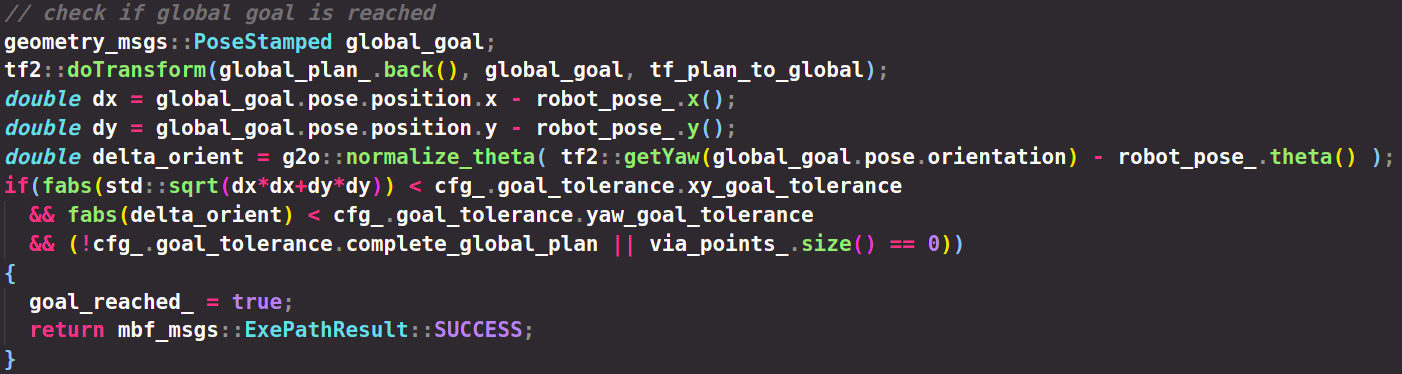 // check if global goal is reached
geometry_msgs::PoseStamped global_goal;
tf2::doTransform(global_plan_.back(), global_goal, tf_plan_to_global);
double dx = global_goal.pose.position.x - robot_pose_.x();
double dy = global_goal.pose.position.y - robot_pose_.y();
double delta_orient = g2o::normalize_theta( tf2::getYaw(global_goal.pose.orientation) - robot_pose_.theta() );
if(fabs(std::sqrt(dx*dx+dy*dy)) < cfg_.goal_tolerance.xy_goal_tolerance
  && fabs(delta_orient) < cfg_.goal_tolerance.yaw_goal_tolerance
  && (!cfg_.goal_tolerance.complete_global_plan || via_points_.size() == 0))
{
  goal_reached_ = true;
  return mbf_msgs::ExePathResult::SUCCESS;
}